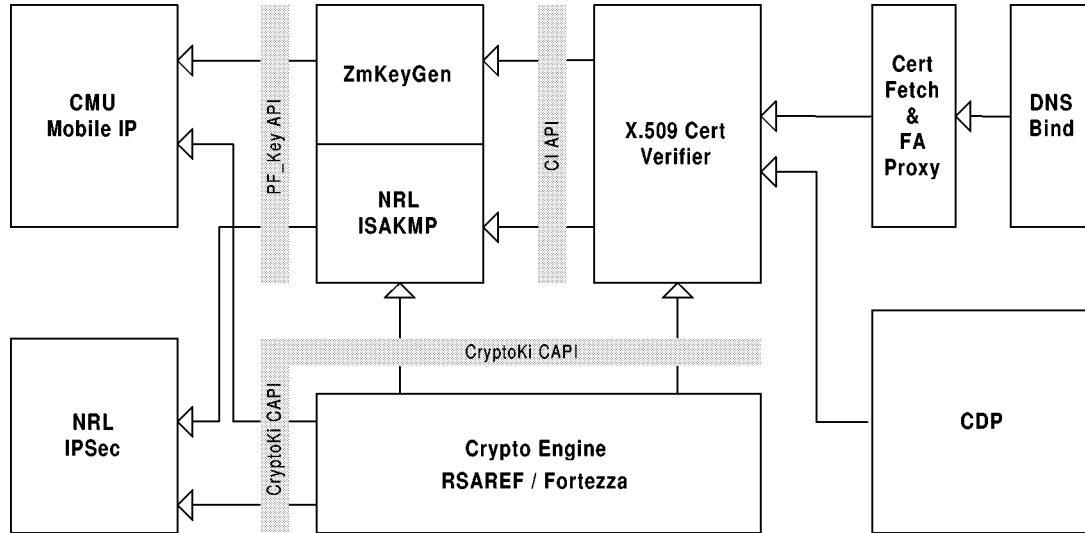 CMU
Mobile IP
PF_Key API
ZmKeyGen
NRL
ISAKMP
CI API
X.509 Cert
Verifier
Cert
Fetch
&
FA
Proxy
DNS
Bind
NRL
IPSec
CryptoKi CAPI
CryptoKi CAPI
Crypto Engine
RSAREF / Fortezza
CDP